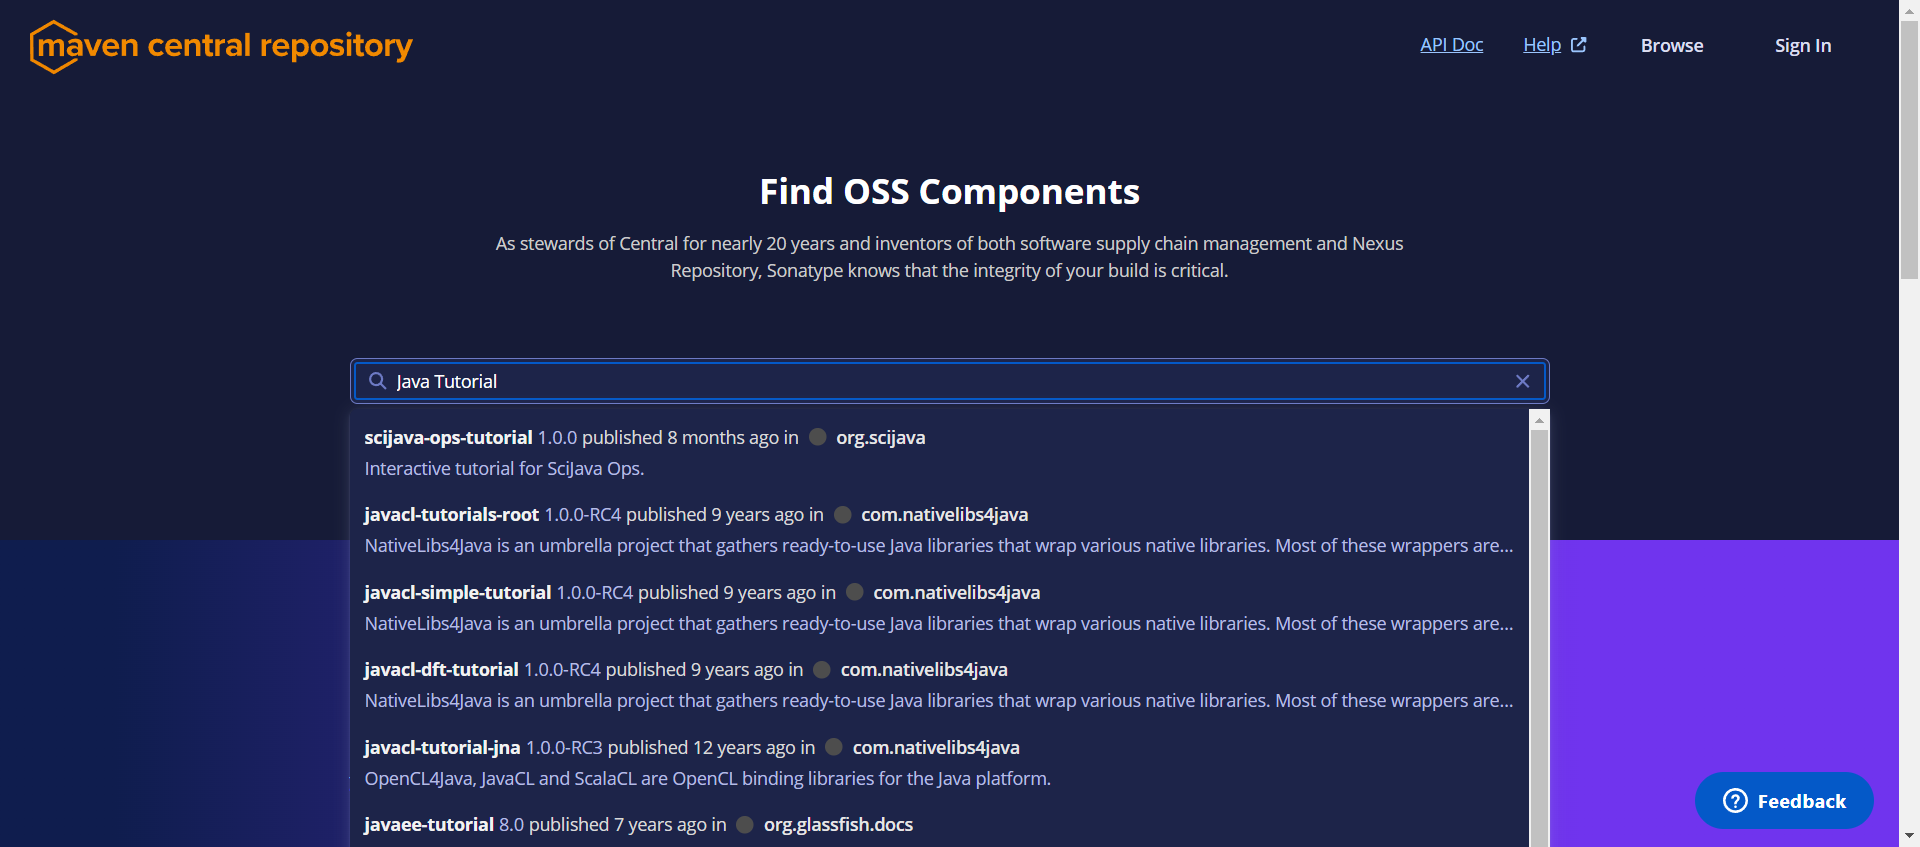 maven central repository
API Doc
Help
Browse
Sign In
Find OSS Components
As stewards of Central for nearly 20 years and inventors of both software supply chain management and Nexus
Repository, Sonatype knows that the integrity of your build is critical.
Java Tutorial
scijava-ops-tutorial 1.0.0 published 8 months ago in org.scijava
Interactive tutorial for SciJava Ops.
javacl-tutorials-root 1.0.0-RC4 published 9 years ago in com.nativelibs4java
NativeLibs4Java is an umbrella project that gathers ready-to-use Java libraries that wrap various native libraries. Most of these wrappers are...
javacl-simple-tutorial 1.0.0-RC4 published 9 years ago in com.nativelibs4java
NativeLibs4Java is an umbrella project that gathers ready-to-use Java libraries that wrap various native libraries. Most of these wrappers are...
javacl-dft-tutorial 1.0.0-RC4 published 9 years ago in com.nativelibs4java
NativeLibs4Java is an umbrella project that gathers ready-to-use Java libraries that wrap various native libraries. Most of these wrappers are...
javacl-tutorial-jna 1.0.0-RC3 published 12 years ago in com.nativelibs4java
OpenCL4Java, JavaCL and ScalaCL are OpenCL binding libraries for the Java platform.
javaee-tutorial 8.0 published 7 years ago in org.glassfish.docs
Feedback